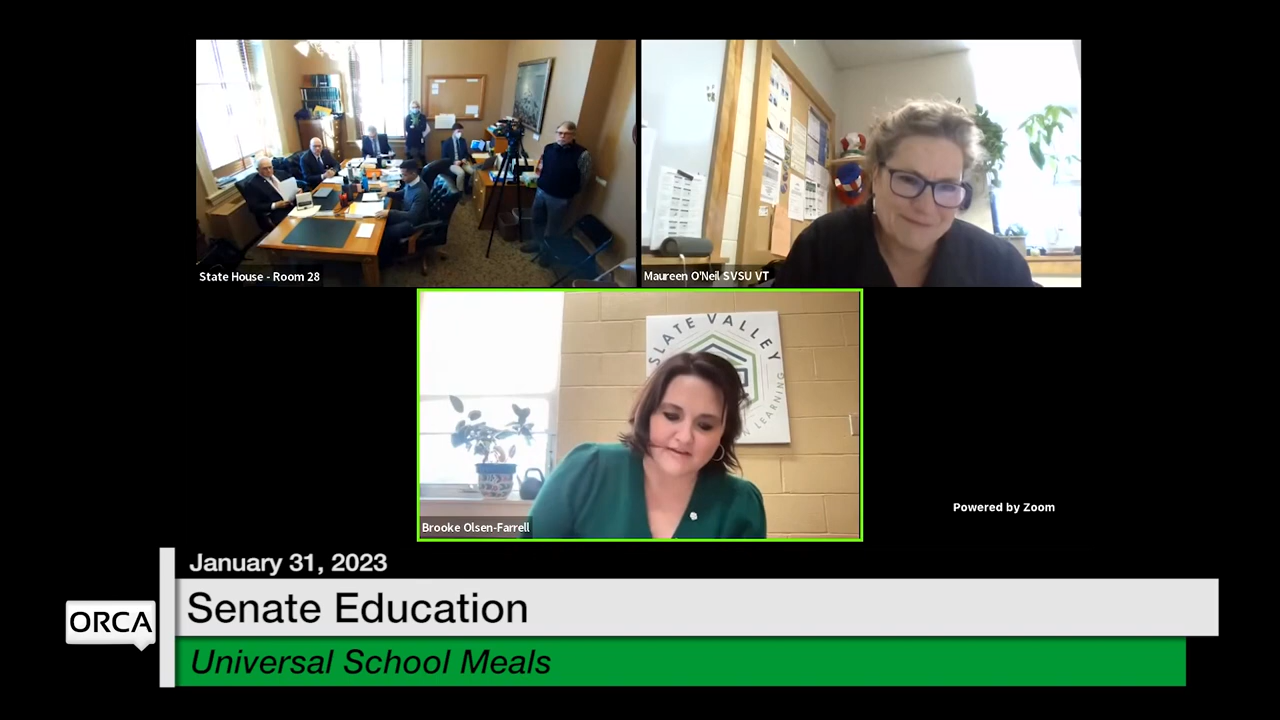 State House - Room 28
Maureen O'Neil SVSU VT
SLATE VALLEY
LEARNING
Brooke Olsen-Farrell
Powered by Zoom
January 31, 2023
Senate Education
ORCA
Universal School Meals